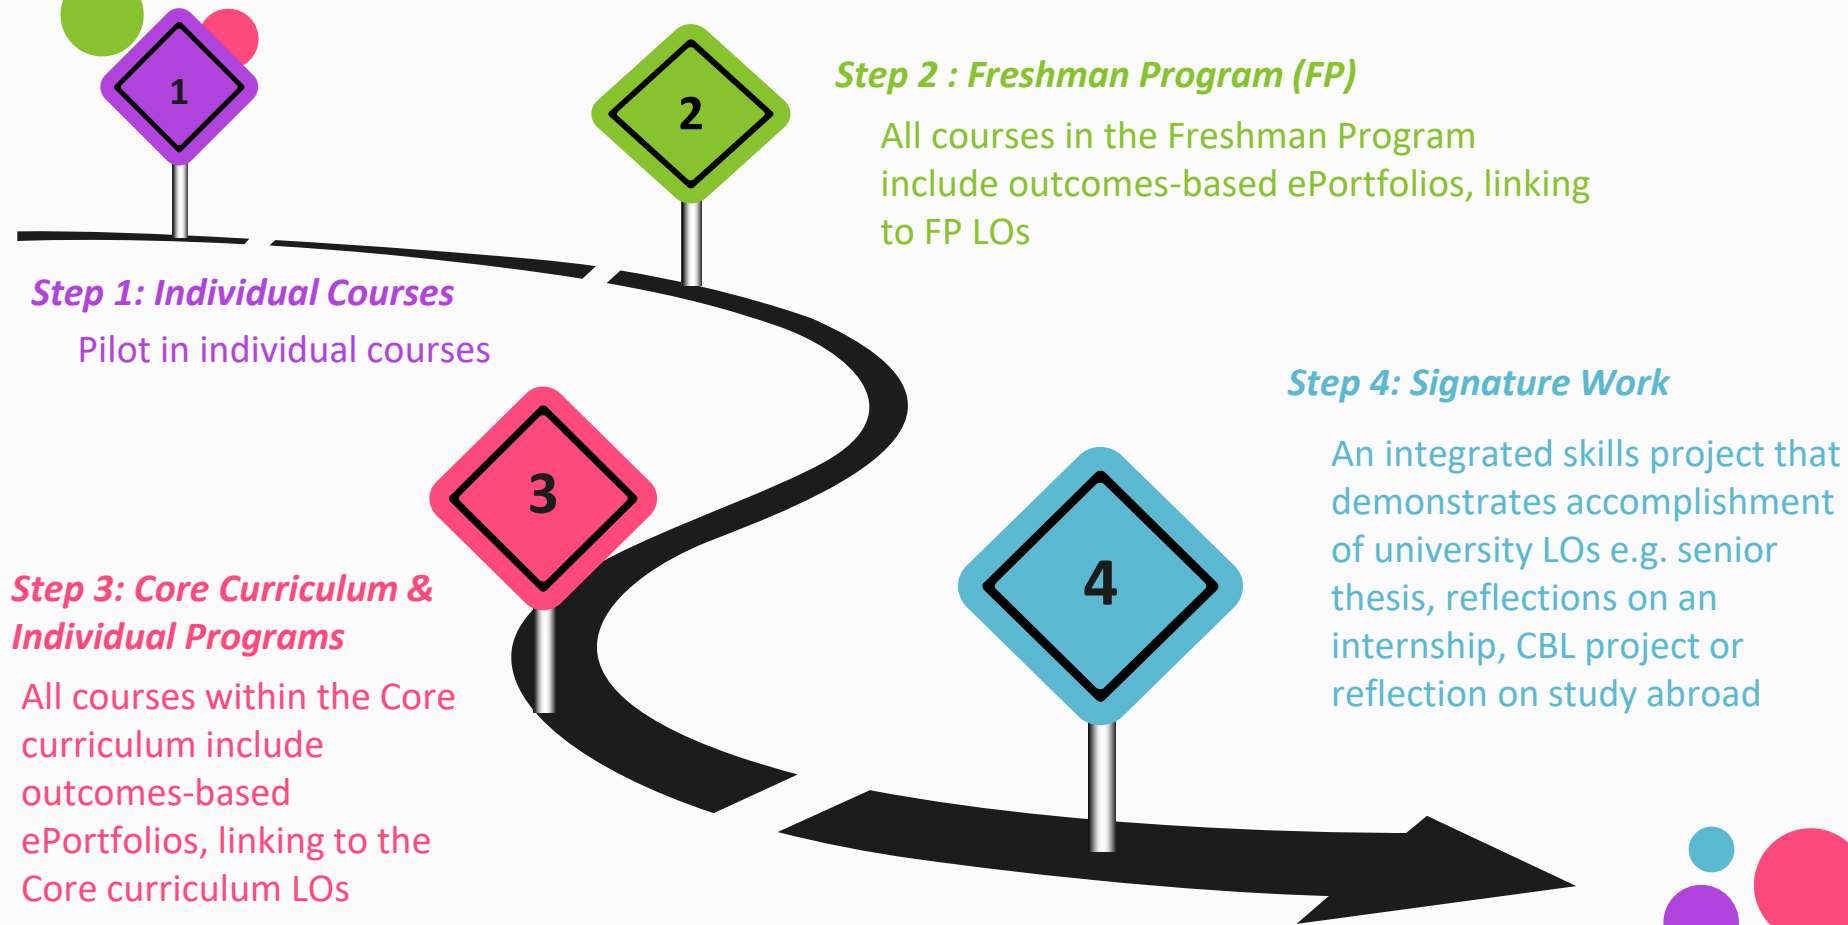 1
Step 1: Individual Courses
Pilot in individual courses
2
Step 2 : Freshman Program (FP)
All courses in the Freshman Program
include outcomes-based ePortfolios, linking
to FP LOs
3
Step 3: Core Curriculum &
Individual Programs
All courses within the Core
curriculum include
outcomes-based
ePortfolios, linking to the
Core curriculum LOs
4
Step 4: Signature Work
An integrated skills project that
demonstrates accomplishment
of university LOs e.g. senior
thesis, reflections on an
internship, CBL project or
reflection on study abroad